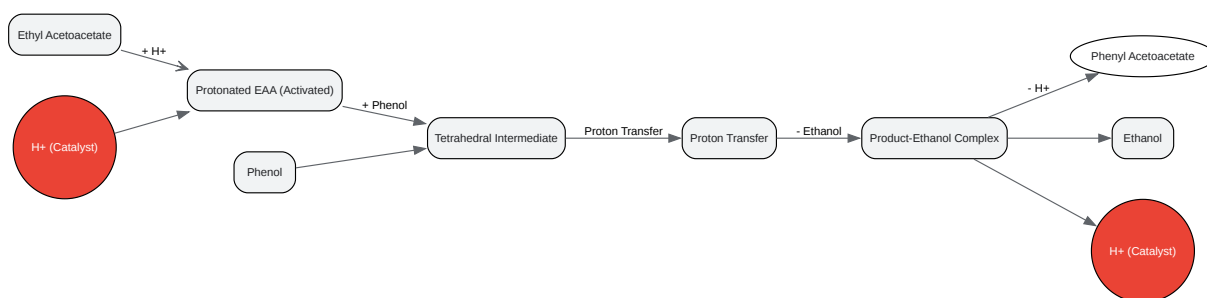 Ethyl Acetoacetate
+ H+
H+ (Catalyst)
Protonated EAA (Activated)
+ Phenol
Phenol
Tetrahedral Intermediate
Proton Transfer
Proton Transfer
- Ethanol
Product-Ethanol Complex
- H+
Phenyl Acetoacetate
Ethanol
H+ (Catalyst)